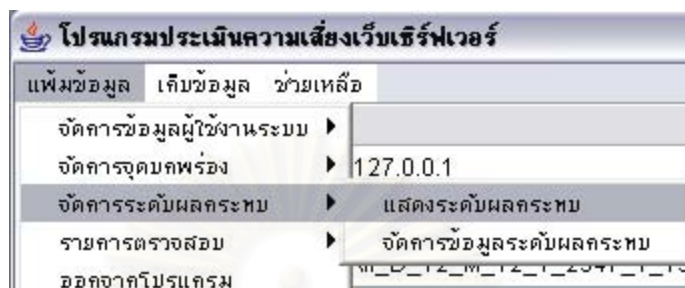 โปรแกรมประเมินความเสี่ยงเว็บเซิร์ฟเวอร์
แฟ้มข้อมูล เก็บข้อมูล ช่วยเหลือ
จัดการข้อมูลผู้ใช้งานระบบ
จัดการจุดบกพร่อง 127.0.0.1
จัดการระดับผลกระทบ แสดงระดับผลกระทบ
รายการตรวจสอบ จัดการข้อมูลระดับผลกระทบ
ออกจากโปรแกรม